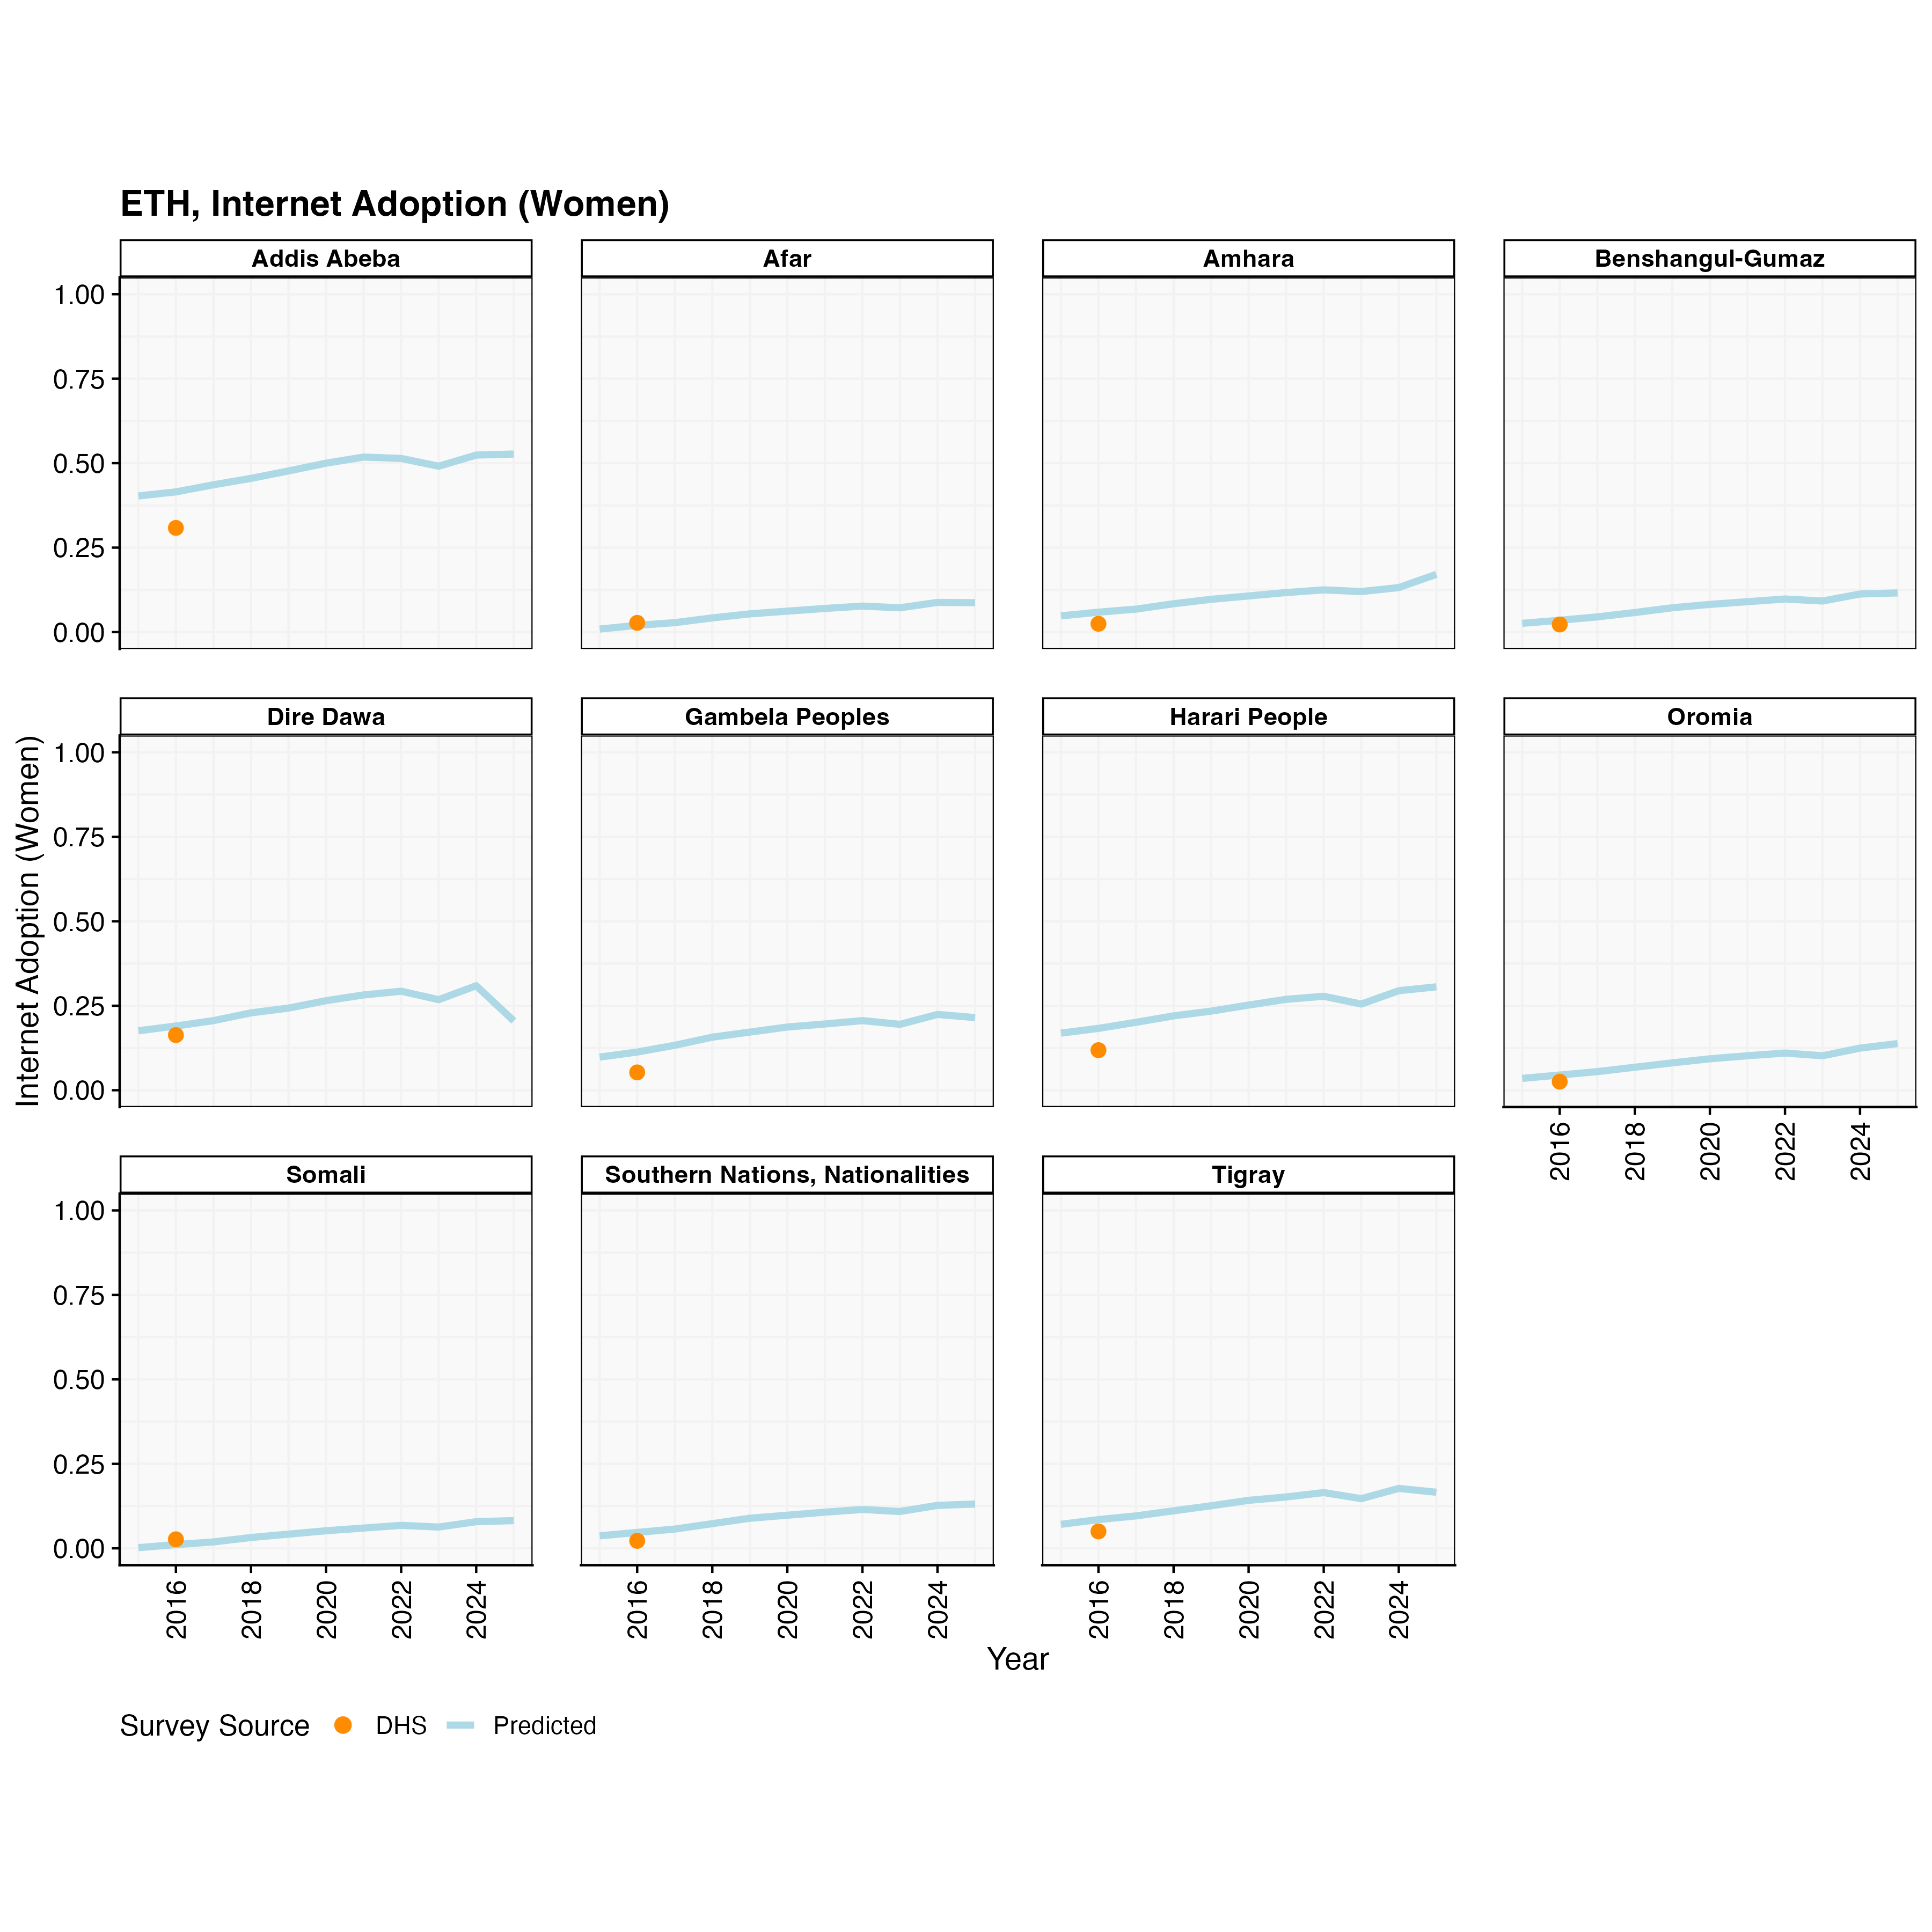 ETH, Internet Adoption (Women)
Addis Abeba
Afar
Amhara
Benshangul-Gumaz
1.00
0.75
0.50
0.25
0.00
Dire Dawa
Gambela Peoples
Harari People
Oromia
Internet Adoption (Women)
1.00
0.75
0.50
0.25
0.00
2016
2018
2020
2022
2024
Somali
Southern Nations, Nationalities
Tigray
1.00
0.75
0.50
0.25
0.00
2016
2018
2020
2022
2024
2016
2018
2020
2022
2024
2016
2018
2020
2022
2024
Year
Survey Source DHS Predicted